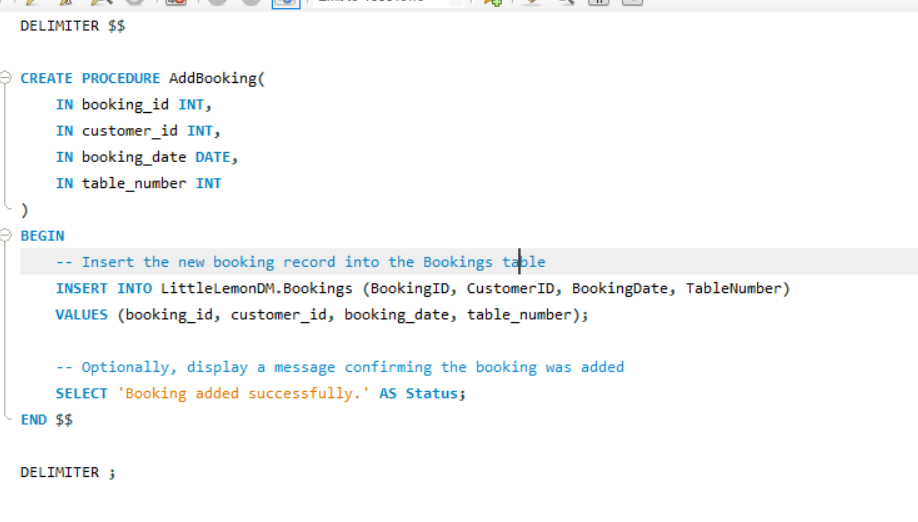 DELIMITER $$
CREATE PROCEDURE AddBooking(
IN booking_id INT,
IN customer_id INT,
IN booking_date DATE,
IN table_number INT
)
BEGIN
-- Insert the new booking record into the Bookings table
INSERT INTO LittleLemonDM.Bookings (BookingID, CustomerID, BookingDate, TableNumber)
VALUES (booking_id, customer_id, booking_date, table_number);
-- Optionally, display a message confirming the booking was added
SELECT 'Booking added successfully.' AS Status;
END $$
DELIMITER ;